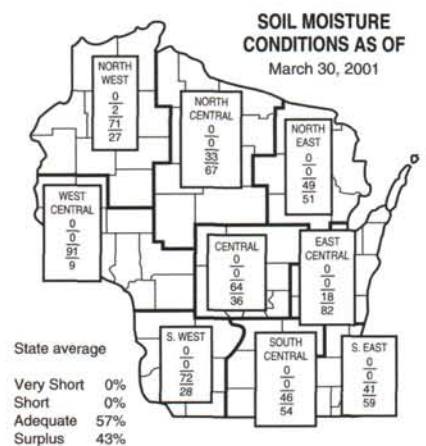 SOIL MOISTURE
CONDITIONS AS OF
March 30, 2001
NORTH
WEST
0
2
71
27
NORTH
CENTRAL
0
0
33
67
NORTH
EAST
0
0
49
51
WEST
CENTRAL
0
0
91
9
CENTRAL
0
0
64
36
EAST
CENTRAL
0
0
18
82
S. WEST
0
0
72
28
SOUTH
CENTRAL
0
0
46
54
S. EAST
0
0
41
59
State average
Very Short 0%
Short 0%
Adequate 57%
Surplus 43%